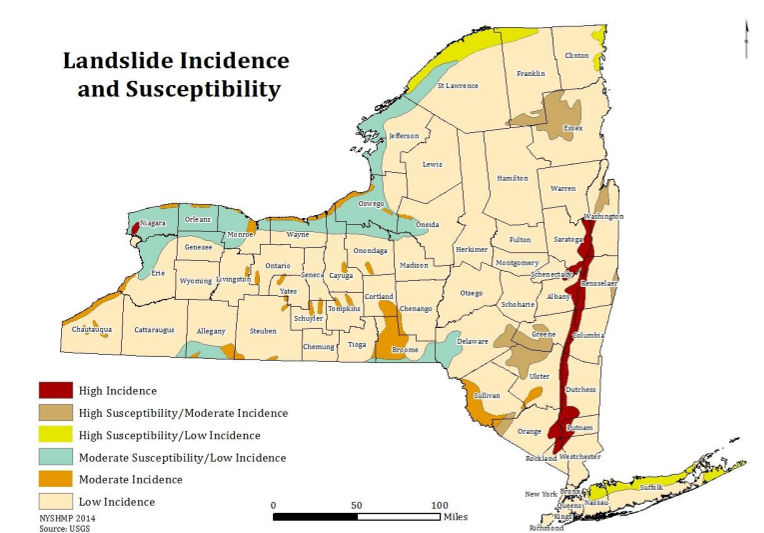 Landslide Incidence
and Susceptibility
Clinton
Franklin
St Lawrence
Essex
Jefferson
Lewis
Hamilton
Warren
Oswego
Washington
Niagara
Orleans
Oneida
Monroe
Wayne
Fulton
Saratoga
Genesee
Herkimer
Onondaga
Madison
Montgomery
Erie
Ontario
Seneca
Cayuga
Schenectady
Wyoming
Livingston
Rensselaer
Yates
Otsego
Albany
Cortland
Schoharie
Tompkins
Chenango
Schuyler
Chautauqua
Cattaraugus
Allegany
Steuben
Greene
Columbia
Delaware
Chemung
Tioga
Broome
Ulster
Dutchess
Sullivan
Orange
Putnam
Rockland
Westchester
Suffolk
New York
Bronx
Nassau
Queens
Kings
Richmond
High Incidence
High Susceptibility/Moderate Incidence
High Susceptibility/Low Incidence
Moderate Susceptibility/Low Incidence
Moderate Incidence
Low Incidence
NYSHMP 2014
Source: USGS
0 50 100
Miles